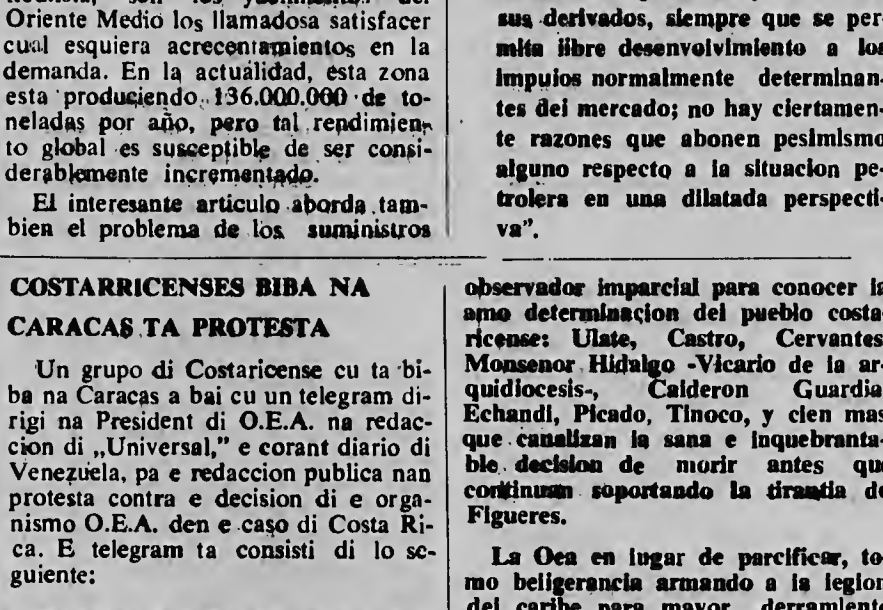 Oriente Medio los llamadosa satisfacer
cual esquiera acrecentamientos en la
demanda. En la actuálidad, esta zona
esta produciendo 136.000.000 de to-
neladas por año, pero tal rendimien-
to global es susceptible de ser consi-
derablemente incrementado.
El interesante articulo aborda tam-
bien el problema de los suministros
sus derivados, siempre que se per-
mita libre desenvolvimiento a los
impulos normalmente determinan-
tes del mercado; no hay ciertamen-
te razones que abonen pesimismo
alguno respecto a la situacion pe-
trolera en una dilatada perspecti-
va".
COSTARRICENSES BIBA NA
CARACAS TA PROTESTA
Un grupo di Costaricense cu ta bi-
ba na Caracas a bai cu un telegram di-
rigi na President di O.E.A. na redac-
cion di „Universal," e corant diario di
Venezuela, pa e redaccion publica nan
protesta contra e decision di e orga-
nismo O.E.A. den e caso di Costa Ri-
ca. E telegram ta consisti di lo se-
guiente:
observador imparcial para conocer la
amo determinacion del pueblo costa-
ricense: Ulate, Castro, Cervantes
Monsenor Hidalgo -Vicario de la ar-
quidiocesis-, Calderon Guardia
Echandi, Picado, Tinoco, y cien mas
que canalizan la sana e inquebranta-
ble decision de morir antes que
continuan soportando la tirantia de
Figueres.
La Oea en lugar de parcificar, to-
mo beligerancia armando a la legion
del caribe para mayor derramiento